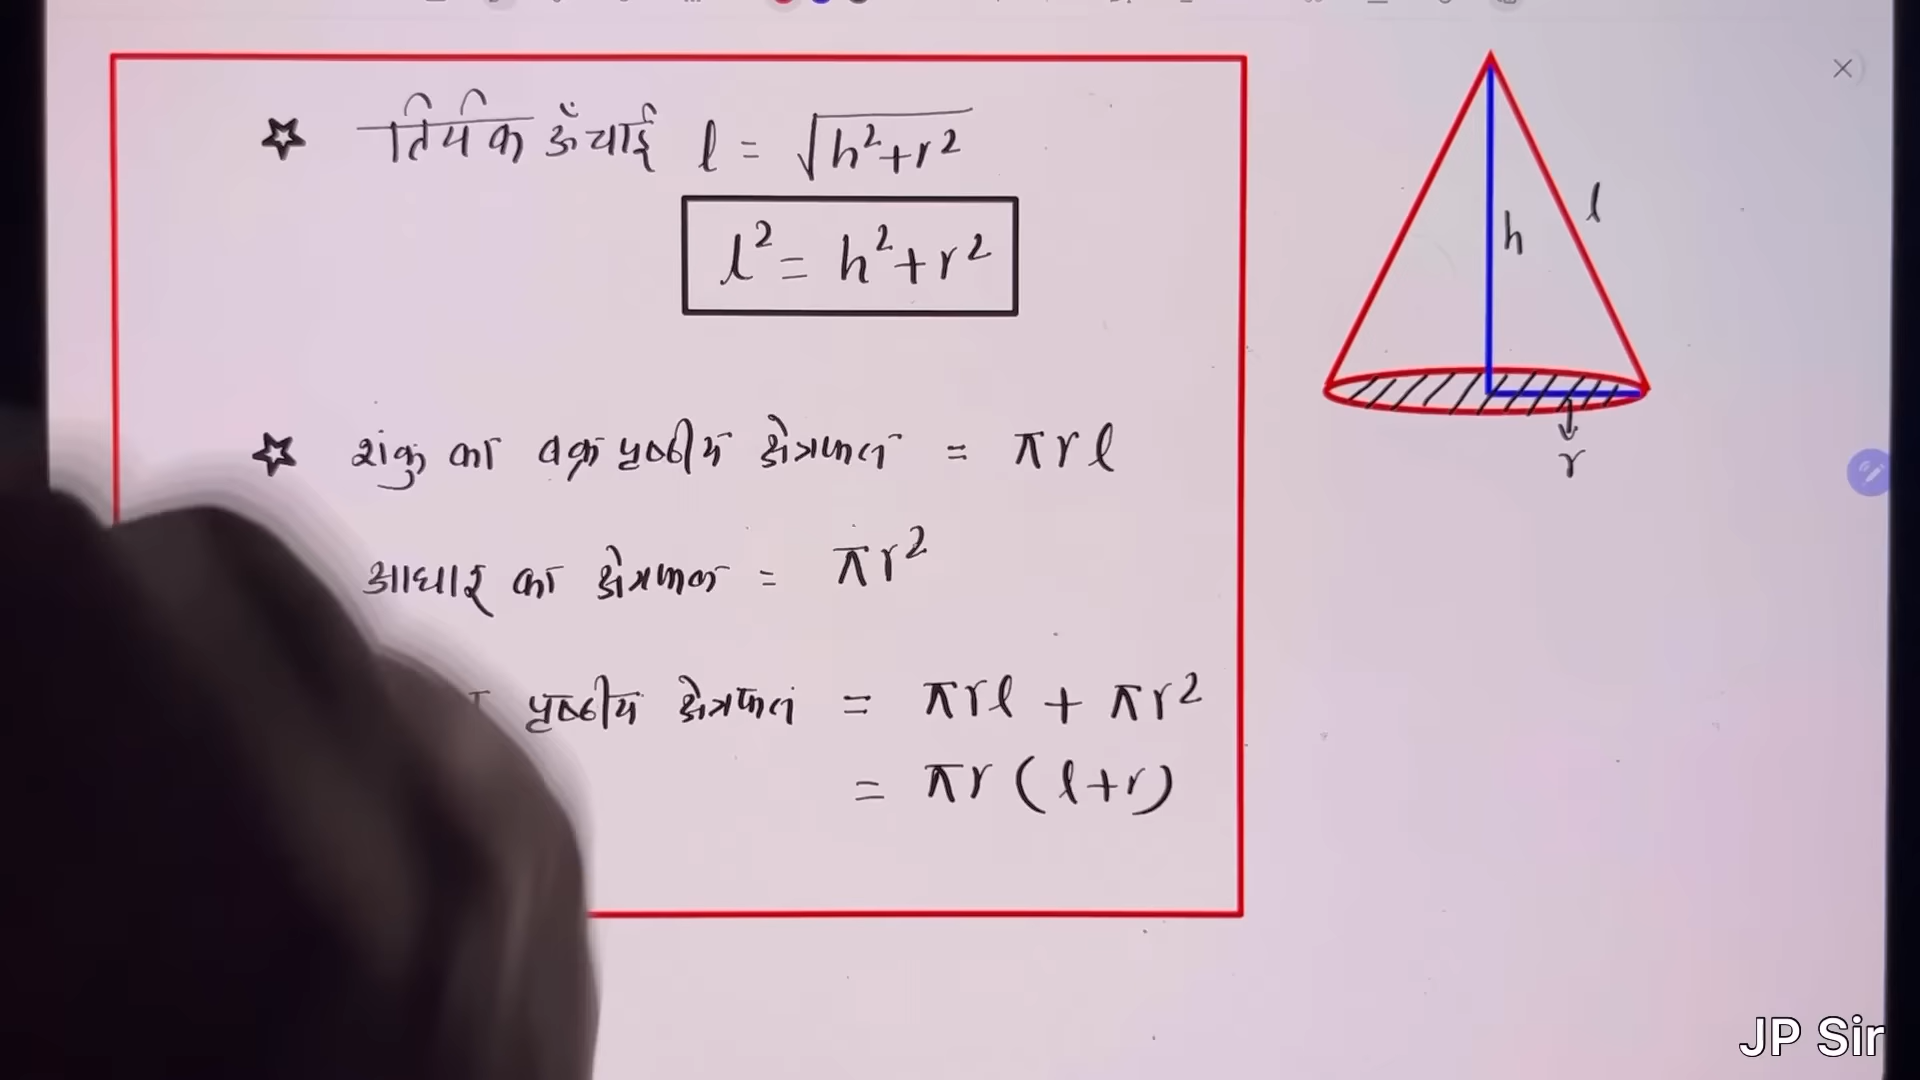 तिर्यक ऊँचाई l = √h²+r²
l² = h²+r²
शंकु का वक्र पृष्ठीय क्षेत्रफल = πrl
आधार का क्षेत्रफल = πr²
पृष्ठीय क्षेत्रफल = πrl + πr²
= πr (l+r)
h
l
r
JP Sir